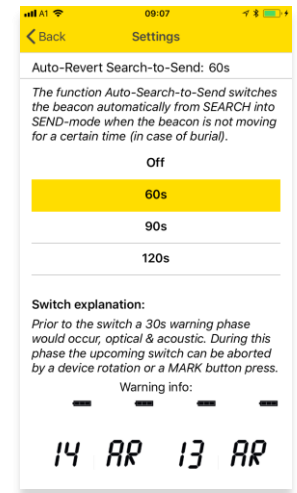 A1 09:07
Back Settings
Auto-Revert Search-to-Send: 60s
The function Auto-Search-to-Send switches
the beacon automatically from SEARCH into
SEND-mode when the beacon is not moving
for a certain time (in case of burial).
Off
60s
90s
120s
Switch explanation:
Prior to the switch a 30s warning phase
would occur, optical & acoustic. During this
phase the upcoming switch can be aborted
by a device rotation or a MARK button press.
Warning info:
14 AR 13 AR